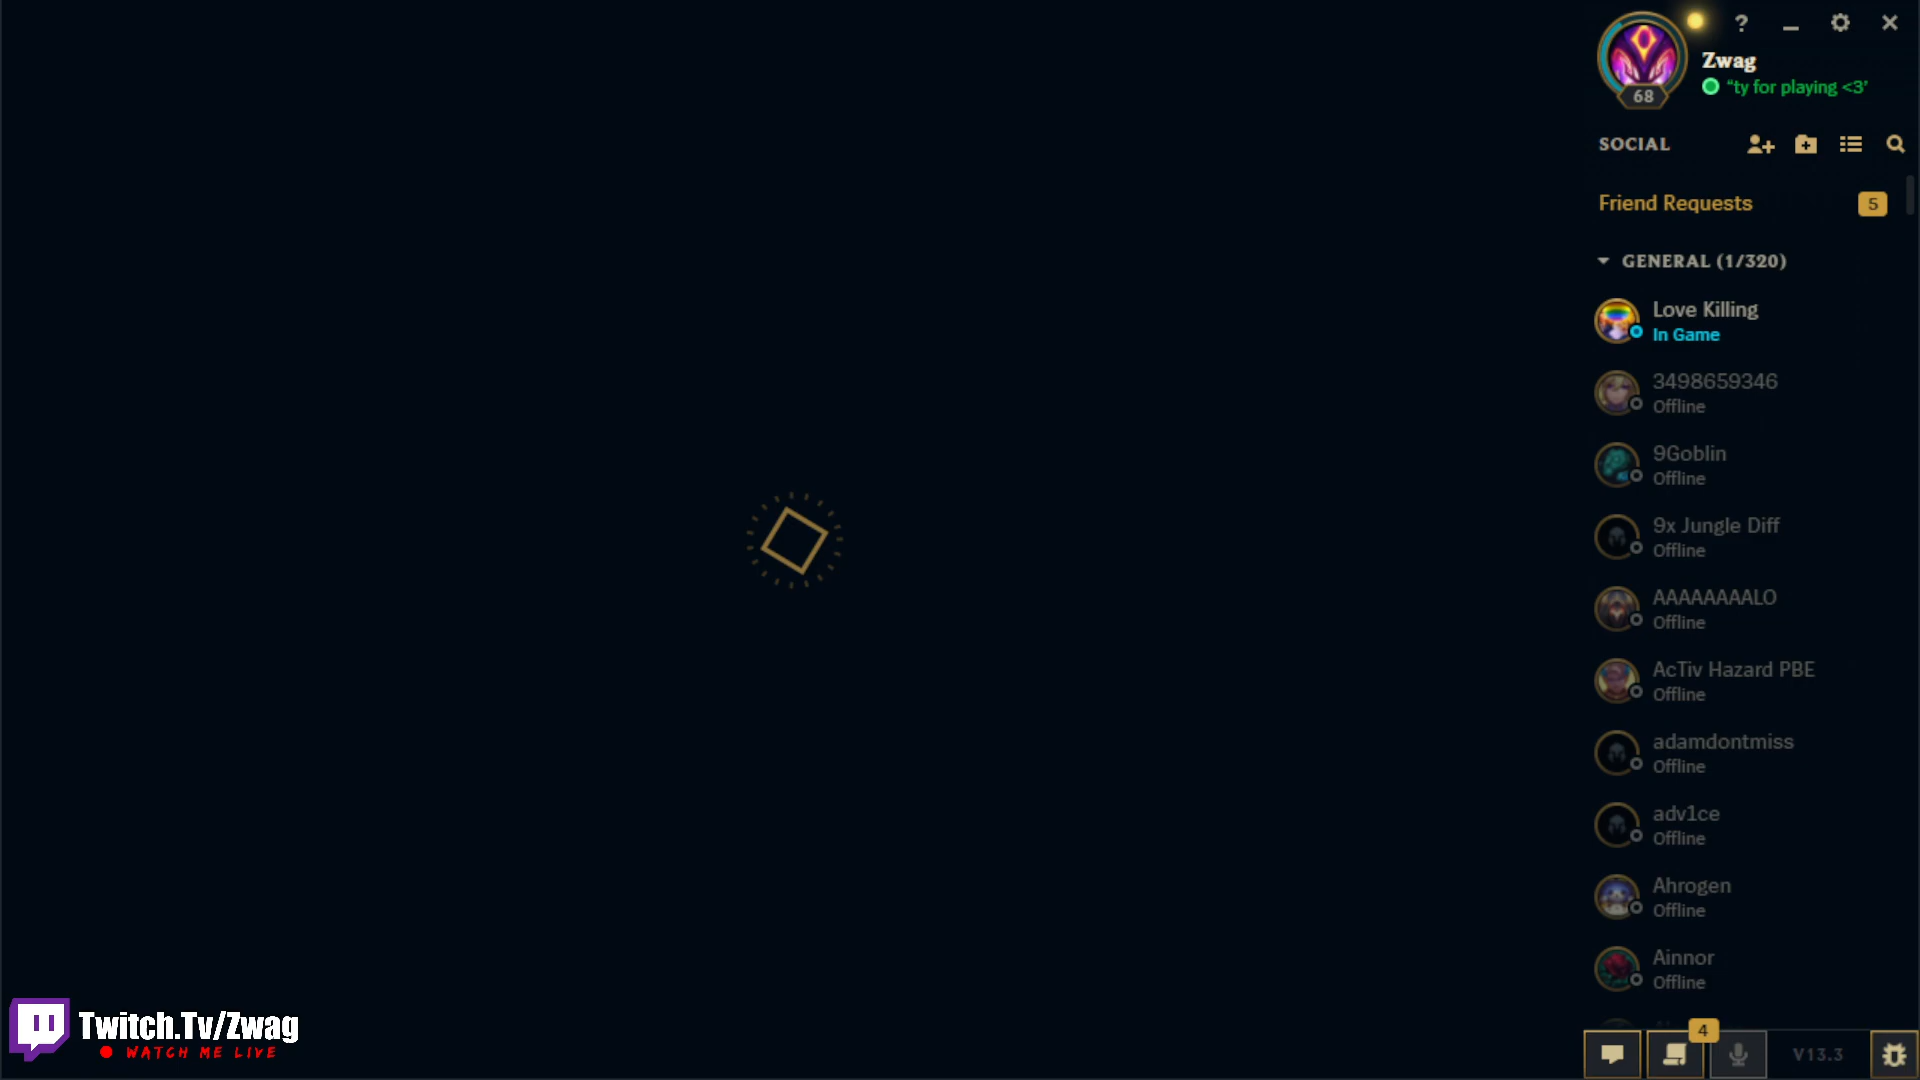 ?
Zwag
68
“ty for playing <3’
SOCIAL
Friend Requests
5
GENERAL (1/320)
Love Killing
In Game
3498659346
Offline
9Goblin
Offline
9x Jungle Diff
Offline
AAAAAAAALO
Offline
AcTiv Hazard PBE
Offline
adamdontmiss
Offline
adv1ce
Offline
Ahrogen
Offline
Ainnor
Offline
4
V13.3
Twitch.Tv/Zwag
WATCH ME LIVE